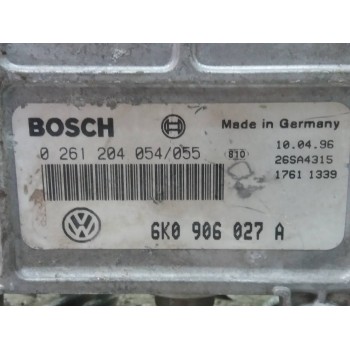 BOSCH
Made in Germany
0 261 204 054/055
810
10.04.96
26SA4315
1761 1339
6K0 906 027 A